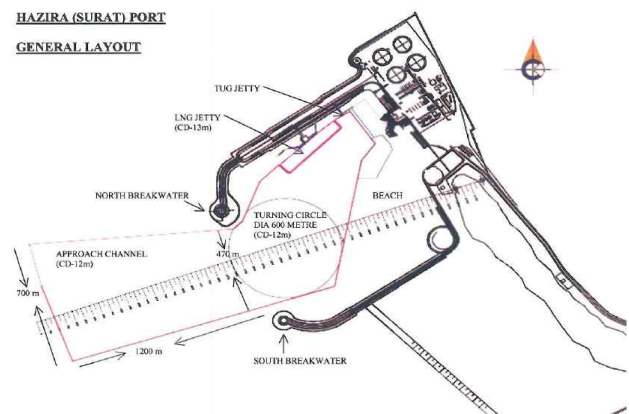 HAZIRA (SURAT) PORT
GENERAL LAYOUT
TUG JETTY
LNG JETTY
(CD-13m)
NORTH BREAKWATER
BEACH
TURNING CIRCLE
DIA 600 METRE
(CD-12m)
APPROACH CHANNEL
(CD-12m)
470 m
700 m
1200 m
SOUTH BREAKWATER